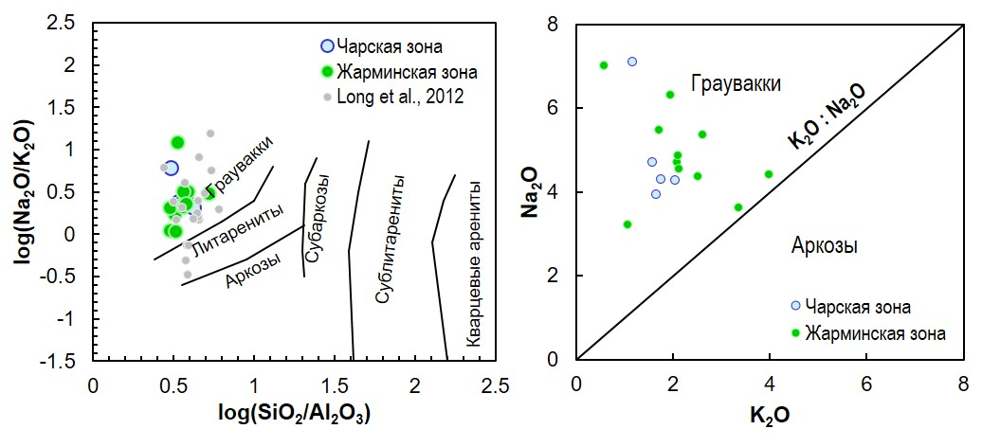 2.5
2
1.5
1
0.5
0
-0.5
-1
-1.5
log(Na₂O/K₂O)
Чарская зона
Жарминская зона
Long et al., 2012
Граувакки
Литарениты
Аркозы
Субаркозы
Сублитарениты
Кварцевые арениты
0 0.5 1 1.5 2 2.5
log(SiO₂/Al₂O₃)
8
6
4
2
0
Na₂O
Граувакки
K₂O : Na₂O
Аркозы
Чарская зона
Жарминская зона
0 2 4 6 8
K₂O